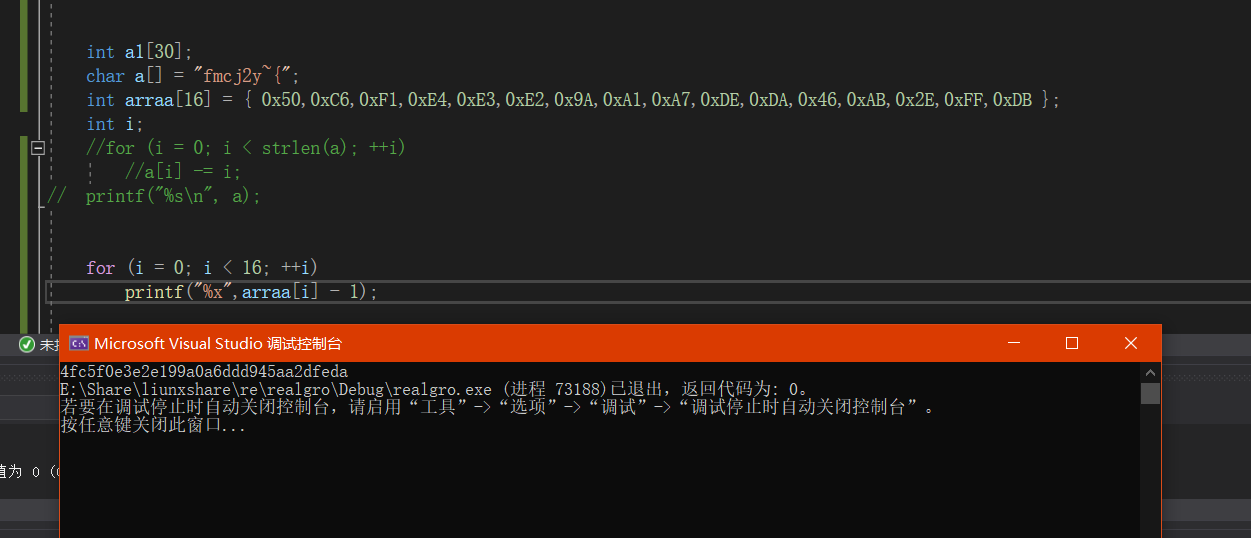 int a1[30];
char a[] = "fmcj2y~{";
int arraa[16] = { 0x50,0xC6,0xF1,0xE4,0xE3,0xE2,0x9A,0xA1,0xA7,0xDE,0xDA,0x46,0xAB,0x2E,0xFF,0xDB };
int i;
//for (i = 0; i < strlen(a); ++i)
//a[i] -= i;
// printf("%s\n", a);
for (i = 0; i < 16; ++i)
printf("%x",arraa[i] - 1);
未
Microsoft Visual Studio 调试控制台
4fc5f0e3e2e199a0a6ddd945aa2dfeda
E:\Share\liunxshare\re\realgro\Debug\realgro.exe (进程 73188)已退出，返回代码为: 0。
若要在调试停止时自动关闭控制台，请启用“工具”->“选项”->“调试”->“调试停止时自动关闭控制台”。
按任意键关闭此窗口...
值为 0